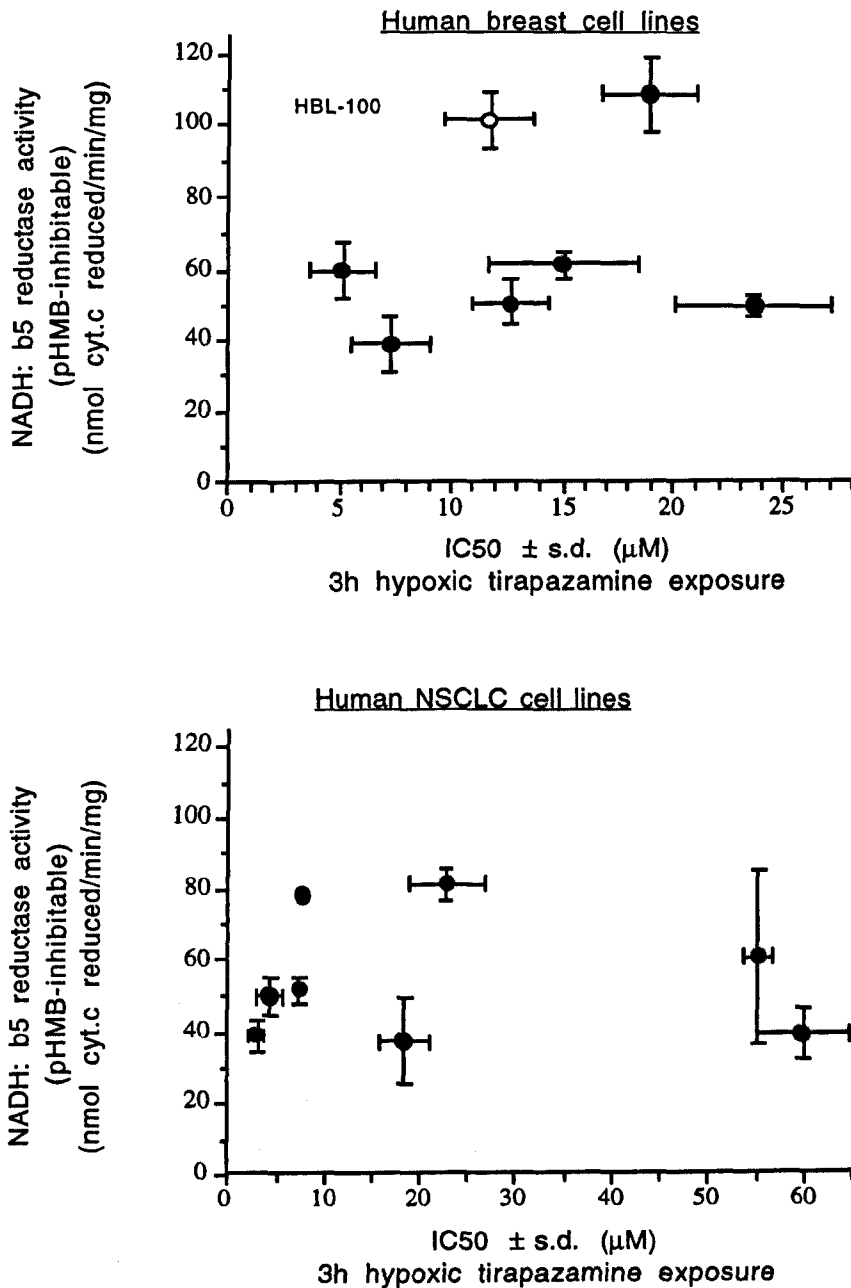 Human breast cell lines
NADH: b5 reductase activity
(pHMB-inhibitable)
(nmol cyt.c reduced/min/mg)
120
100
80
60
40
20
0
HBL-100
0 5 10 15 20 25
IC50 ± s.d. (μM)
3h hypoxic tirapazamine exposure
Human NSCLC cell lines
NADH: b5 reductase activity
(pHMB-inhibitable)
(nmol cyt.c reduced/min/mg)
120
100
80
60
40
20
0
0 10 20 30 40 50 60
IC50 ± s.d. (μM)
3h hypoxic tirapazamine exposure